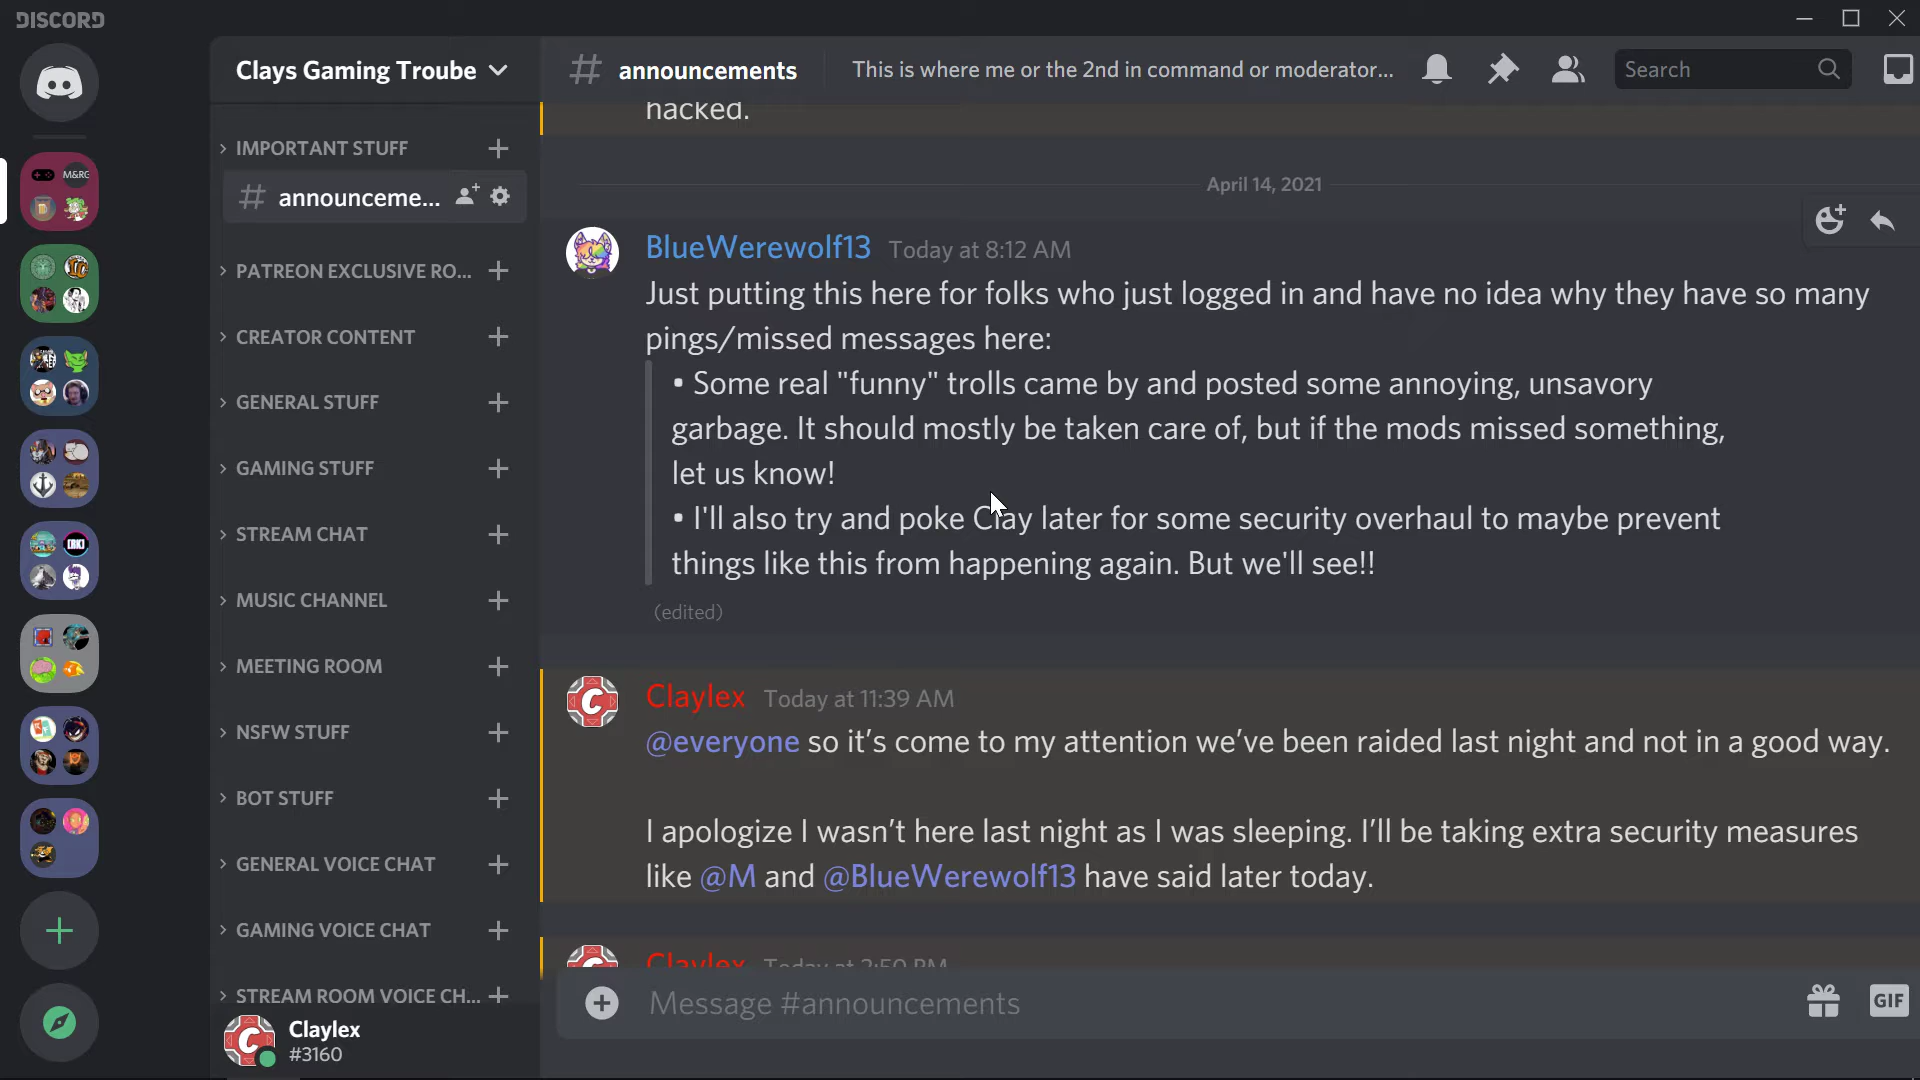 DISCORD
Clays Gaming Troube
announcements
This is where me or the 2nd in command or moderator...
Search
IMPORTANT STUFF
announceme...
PATREON EXCLUSIVE RO...
CREATOR CONTENT
GENERAL STUFF
GAMING STUFF
STREAM CHAT
MUSIC CHANNEL
MEETING ROOM
NSFW STUFF
BOT STUFF
GENERAL VOICE CHAT
GAMING VOICE CHAT
STREAM ROOM VOICE CH...
Claylex
#3160
M&RG
hacked.
April 14, 2021
BlueWerewolf13 Today at 8:12 AM
Just putting this here for folks who just logged in and have no idea why they have so many
pings/missed messages here:
• Some real "funny" trolls came by and posted some annoying, unsavory
garbage. It should mostly be taken care of, but if the mods missed something,
let us know!
• I'll also try and poke Clay later for some security overhaul to maybe prevent
things like this from happening again. But we'll see!!
(edited)
Claylex Today at 11:39 AM
@everyone so it’s come to my attention we’ve been raided last night and not in a good way.
I apologize I wasn’t here last night as I was sleeping. I’ll be taking extra security measures
like @M and @BlueWerewolf13 have said later today.
Claylex Today at 2:50 PM
Message #announcements
GIF